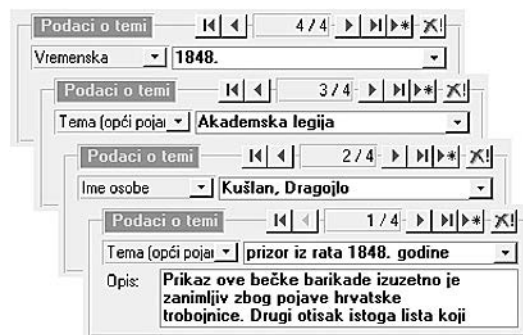 Podaci o temi 4 / 4
Vremenska 1848.
Podaci o temi 3 / 4
Tema (opći pojar Akademska legija
Podaci o temi 2 / 4
Ime osobe Kušlan, Dragojlo
Podaci o temi 1 / 4
Tema (opći pojar prizor iz rata 1848. godine
Opis: Prikaz ove bečke barikade izuzetno je
zanimljiv zbog pojave hrvatske
trobojnice. Drugi otisak istoga lista koji